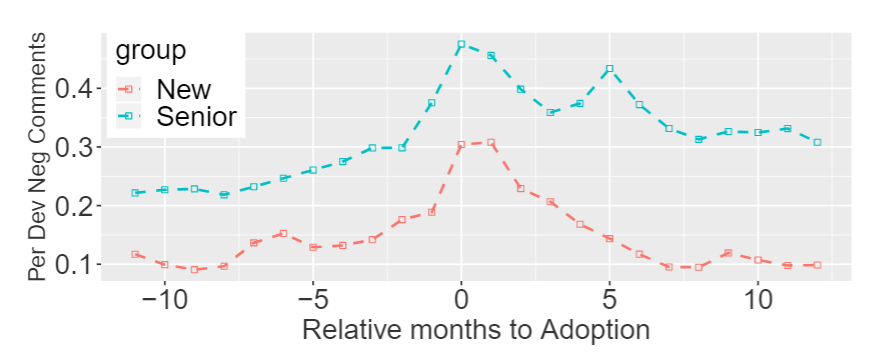 group
New
Senior
Per Dev Neg Comments
0.4
0.3
0.2
0.1
−10 −5 0 5 10
Relative months to Adoption